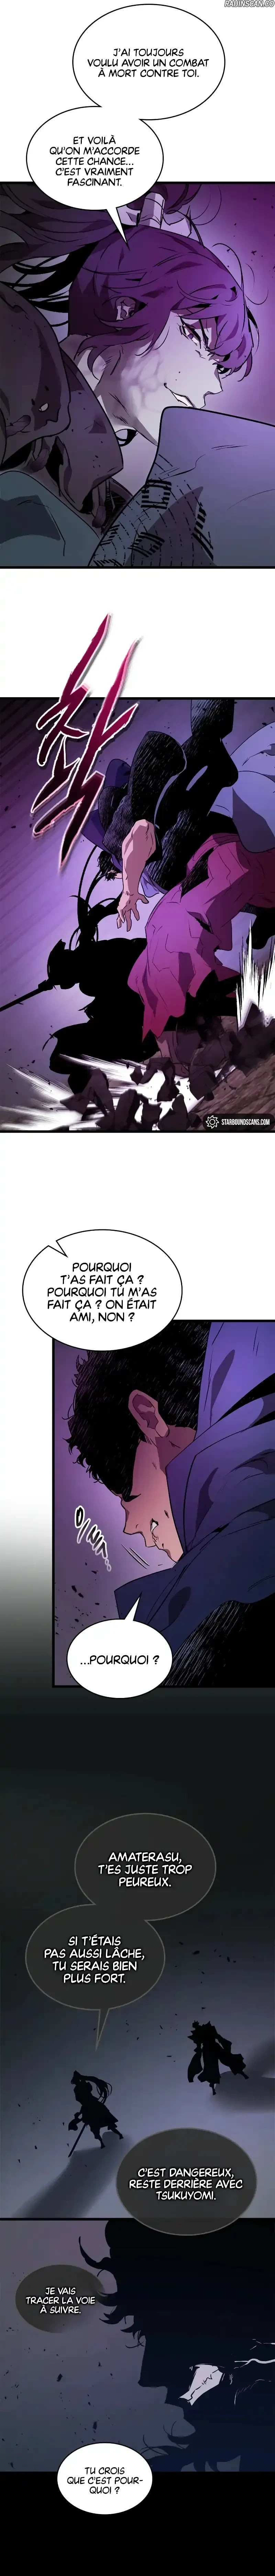 RAIJINSCAN.CO
J'AI TOUJOURS
VOULU AVOIR UN COMBAT
À MORT CONTRE TOI.
ET VOILÀ
QU'ON M'ACCORDE
CETTE CHANCE...
C'EST VRAIMENT
FASCINANT.
STARBOUNDSCANS.COM
POURQUOI
T'AS FAIT ÇA ?
POURQUOI TU M'AS
FAIT ÇA ? ON ÉTAIT
AMI, NON ?
...POURQUOI ?
AMATERASU,
T'ES JUSTE TROP
PEUREUX.
SI T'ÉTAIS
PAS AUSSI LÂCHE,
TU SERAIS BIEN
PLUS FORT.
C'EST DANGEREUX,
RESTE DERRIÈRE AVEC
TSUKUYOMI.
JE VAIS
TRACER LA VOIE
À SUIVRE.
TU CROIS
QUE C'EST POUR-
QUOI ?